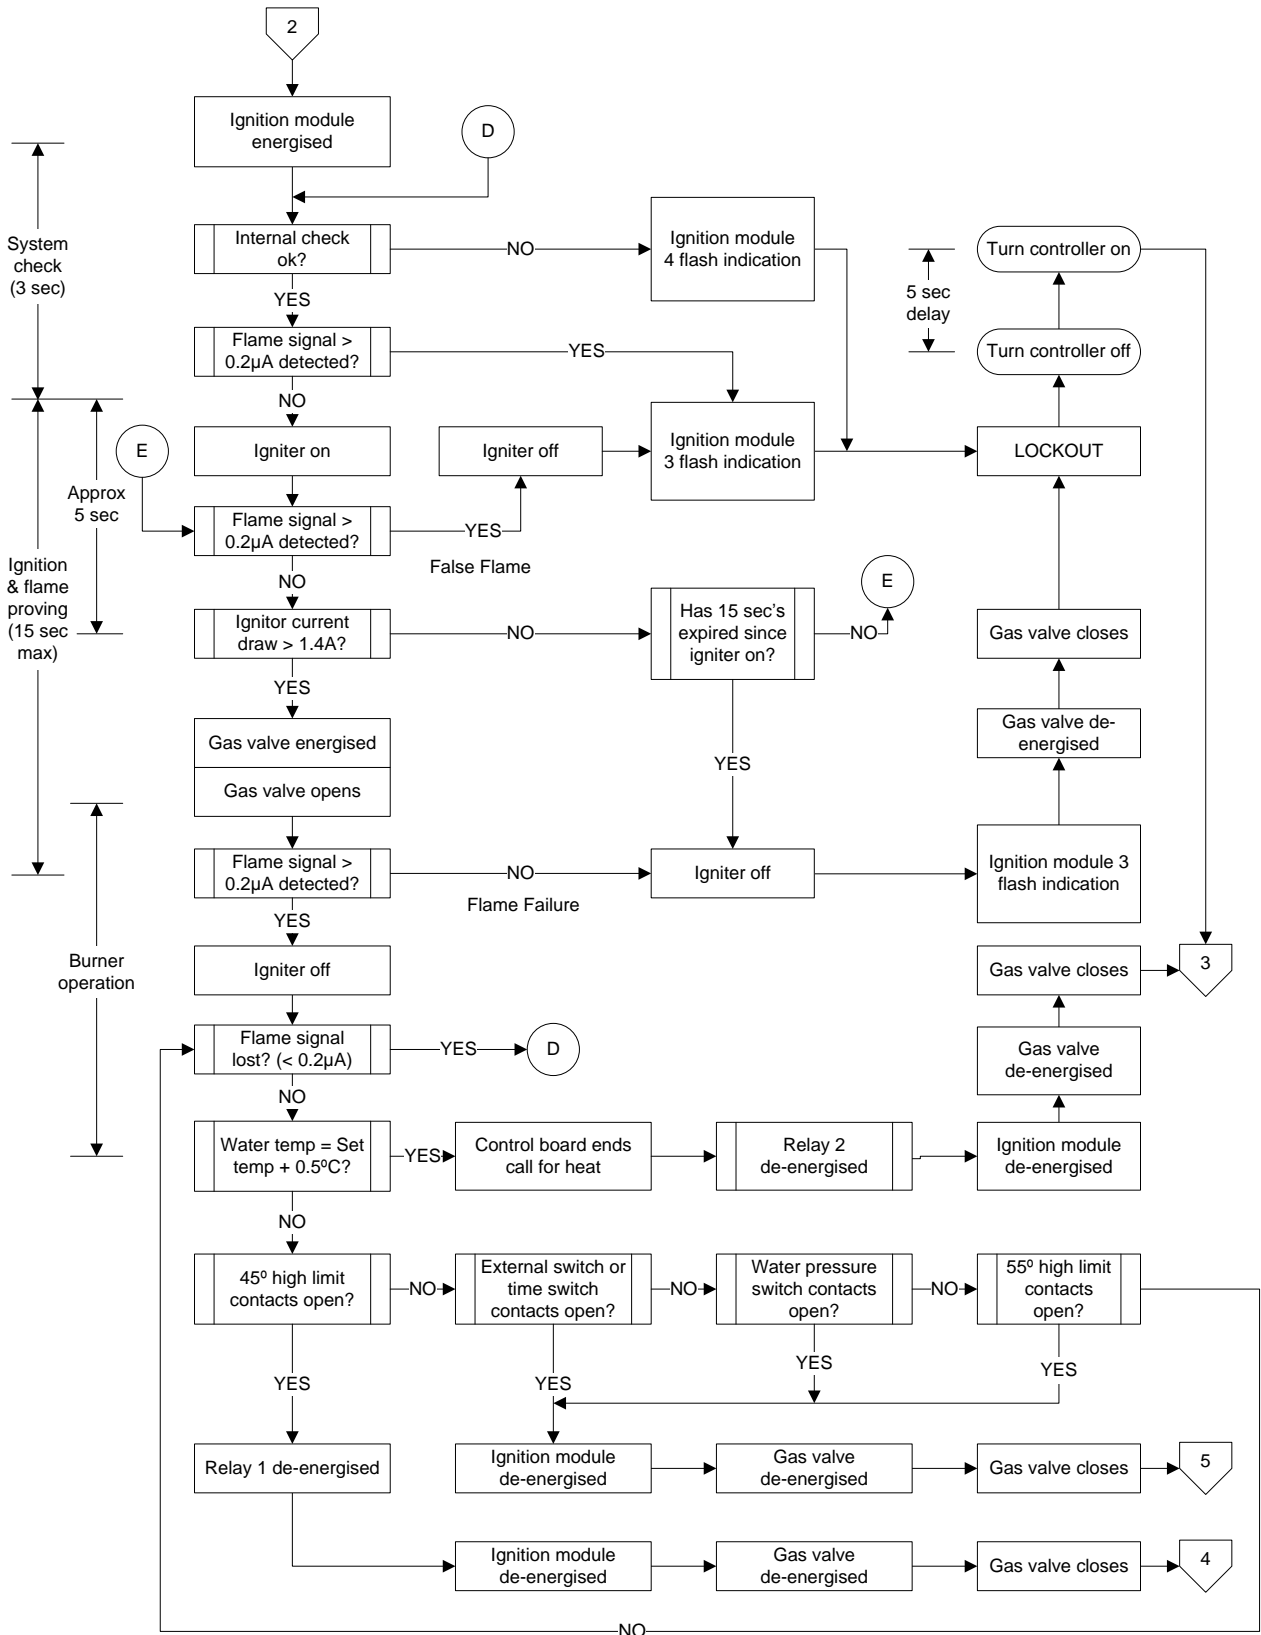 2
Ignition module
energised
D
System
check
(3 sec)
Internal check
ok?
NO
Ignition module
4 flash indication
Turn controller on
5 sec
delay
YES
Flame signal >
0.2µA detected?
YES
Turn controller off
NO
E
Igniter on
Igniter off
Ignition module
3 flash indication
LOCKOUT
Approx
5 sec
Flame signal >
0.2µA detected?
YES
False Flame
Ignition
& flame
proving
(15 sec
max)
NO
E
Ignitor current
draw > 1.4A?
NO
Has 15 sec's
expired since
igniter on?
NO
Gas valve closes
YES
Gas valve energised
Gas valve opens
YES
Gas valve de-
energised
Flame signal >
0.2µA detected?
NO
Flame Failure
Igniter off
Ignition module 3
flash indication
YES
Burner
operation
Igniter off
Gas valve closes
3
Flame signal
lost? (< 0.2µA)
YES
D
Gas valve
de-energised
NO
Water temp = Set
temp + 0.5ºC?
YES
Control board ends
call for heat
Relay 2
de-energised
Ignition module
de-energised
NO
45º high limit
contacts open?
NO
External switch or
time switch
contacts open?
NO
Water pressure
switch contacts
open?
NO
55º high limit
contacts
open?
YES
YES
YES
YES
Relay 1 de-energised
Ignition module
de-energised
Gas valve
de-energised
Gas valve closes
5
Ignition module
de-energised
Gas valve
de-energised
Gas valve closes
4
NO